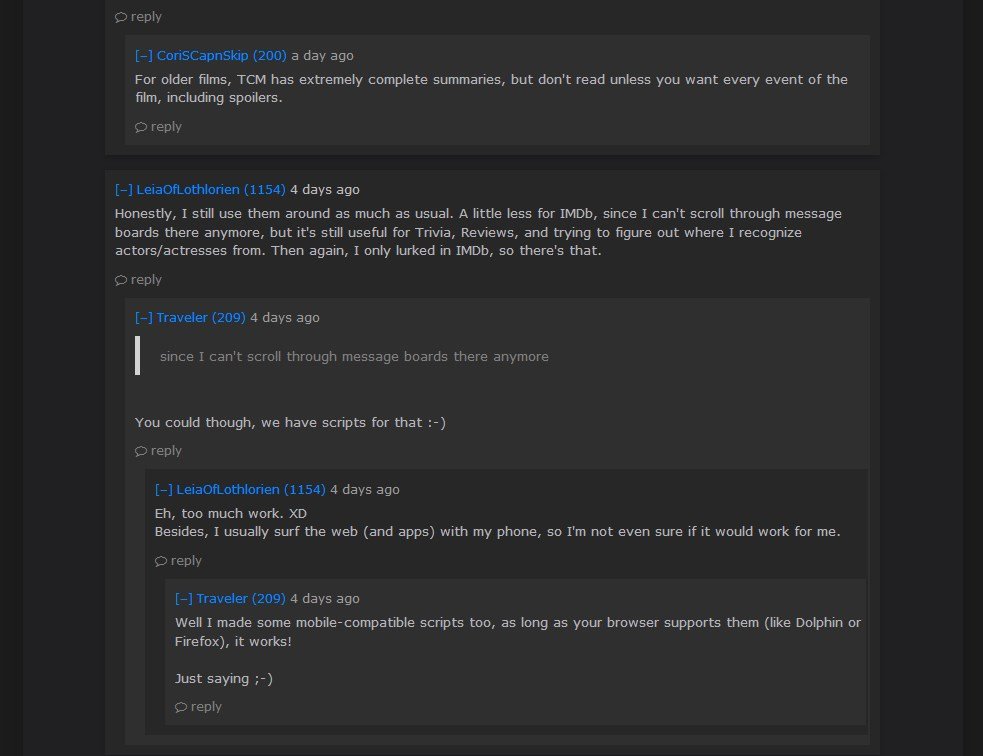 reply
[–] CoriSCapnSkip (200) a day ago
For older films, TCM has extremely complete summaries, but don't read unless you want every event of the
film, including spoilers.
reply
[–] LeiaOfLothlorien (1154) 4 days ago
Honestly, I still use them around as much as usual. A little less for IMDb, since I can't scroll through message
boards there anymore, but it's still useful for Trivia, Reviews, and trying to figure out where I recognize
actors/actresses from. Then again, I only lurked in IMDb, so there's that.
reply
[–] Traveler (209) 4 days ago
since I can't scroll through message boards there anymore
You could though, we have scripts for that :-)
reply
[–] LeiaOfLothlorien (1154) 4 days ago
Eh, too much work. XD
Besides, I usually surf the web (and apps) with my phone, so I'm not even sure if it would work for me.
reply
[–] Traveler (209) 4 days ago
Well I made some mobile-compatible scripts too, as long as your browser supports them (like Dolphin or
Firefox), it works!
Just saying ;-)
reply